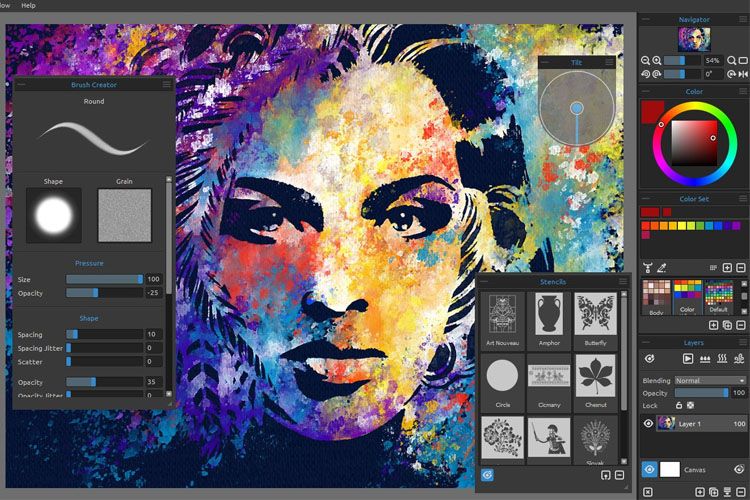 low Help
Brush Creator
Round
Shape Grain
Pressure
Size 100
Opacity -25
Shape
Spacing 10
Spacing Jitter 0
Scatter 0
Opacity 35
Opacity Jitter 0
Tilt
Stencils
Art Nouveau Amphor Butterfly
Circle Cicmany Chesnut
Slovak
Navigator
54%
0°
Color
Color Set
Body Color Default
Layers
Blending Normal
Opacity 100
Lock
Layer 1 100
Canvas